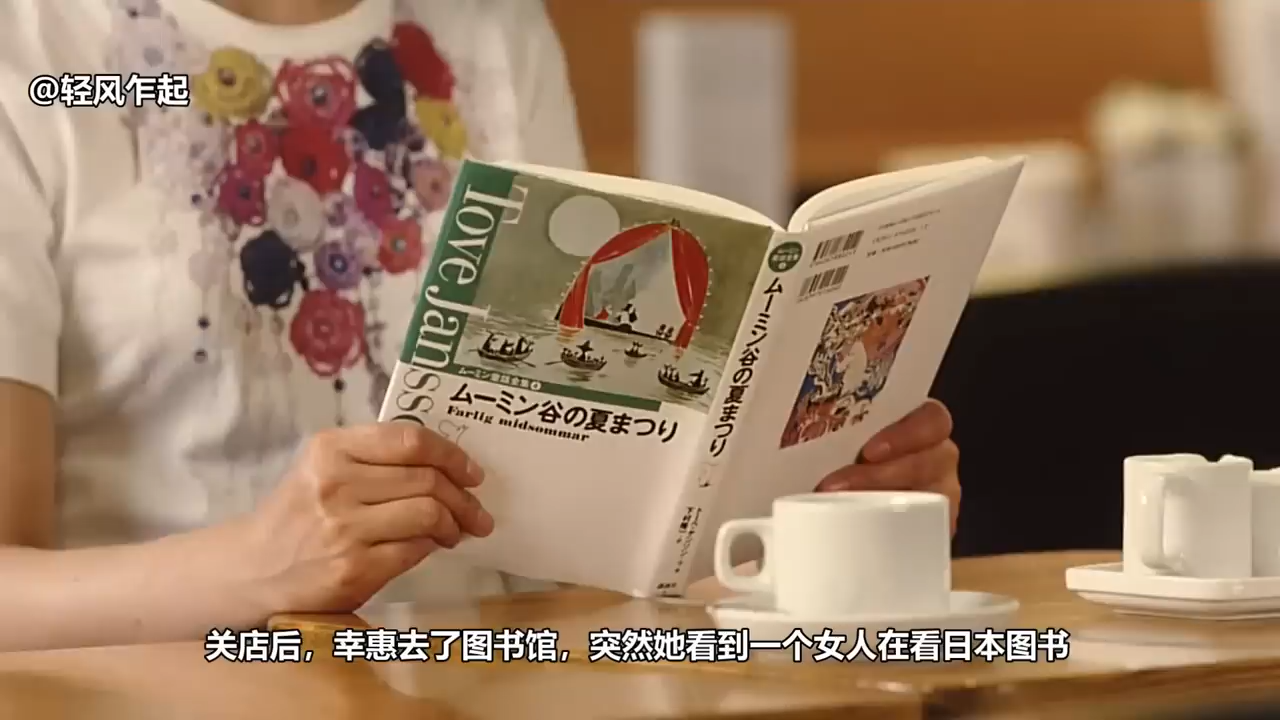 @轻风乍起
Tove Jansso
ムーミン童話全集4
ムーミン谷の夏まつり
Farlig midsommar
ムーミン谷の夏まつり
关店后，幸惠去了图书馆，突然她看到一个女人在看日本图书